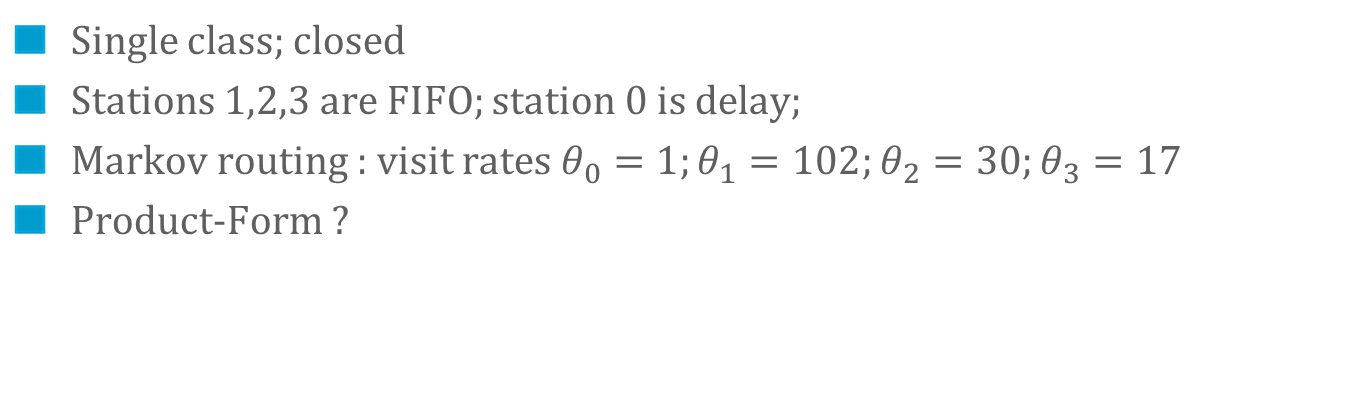 Single class; closed
Stations 1,2,3 are FIFO; station 0 is delay;
Markov routing : visit rates θ₀ = 1; θ₁ = 102; θ₂ = 30; θ₃ = 17
Product-Form ?